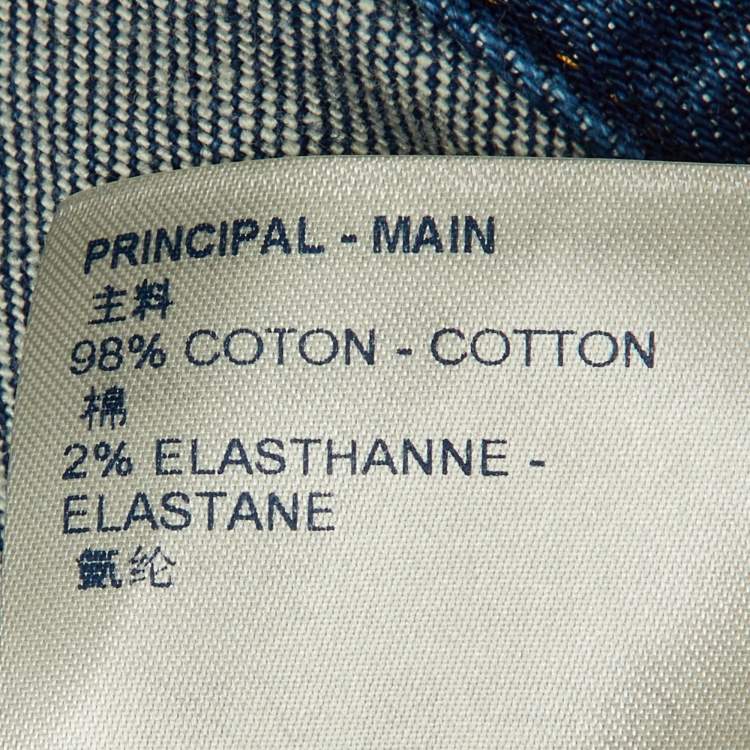 PRINCIPAL - MAIN
主料
98% COTON - COTTON
棉
2% ELASTHANNE -
ELASTANE
氨纶